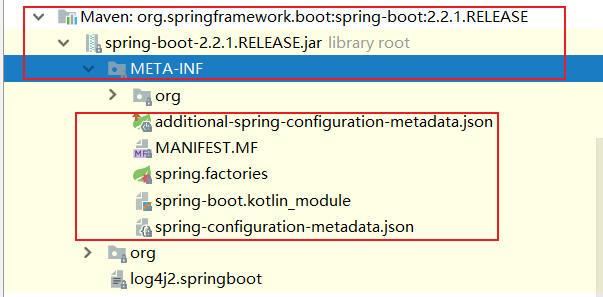 Maven: org.springframework.boot:spring-boot:2.2.1.RELEASE
spring-boot-2.2.1.RELEASE.jar library root
META-INF
org
additional-spring-configuration-metadata.json
MANIFEST.MF
spring.factories
spring-boot.kotlin_module
spring-configuration-metadata.json
org
log4j2.springboot